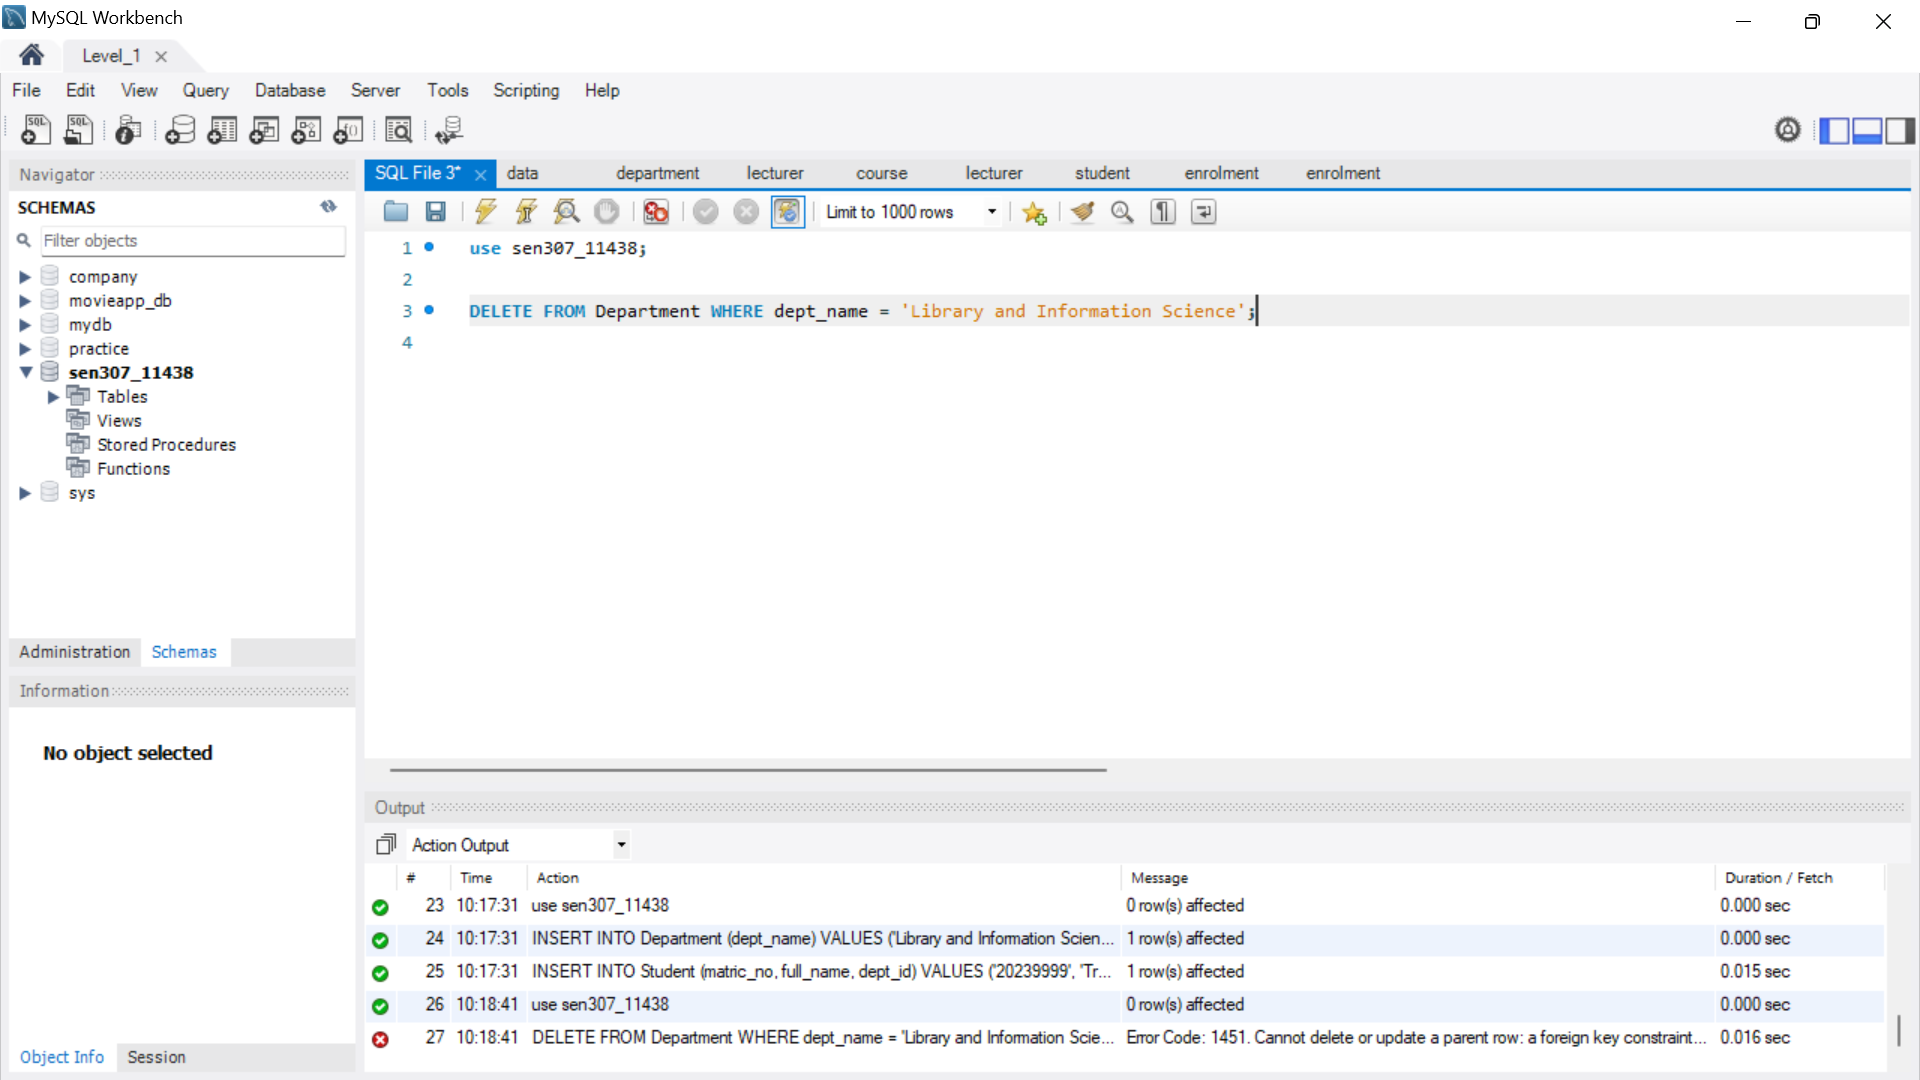 MySQL Workbench
Level_1
File Edit View Query Database Server Tools Scripting Help
Navigator
SCHEMAS
Filter objects
company
movieapp_db
mydb
practice
sen307_11438
Tables
Views
Stored Procedures
Functions
sys
Administration Schemas
Information
No object selected
Object Info Session
SQL File 3* data department lecturer course lecturer student enrolment enrolment
Limit to 1000 rows
1 use sen307_11438;
2
3 DELETE FROM Department WHERE dept_name = 'Library and Information Science';
4
Output
Action Output
# Time Action Message Duration / Fetch
23 10:17:31 use sen307_11438 0 row(s) affected 0.000 sec
24 10:17:31 INSERT INTO Department (dept_name) VALUES ('Library and Information Scien... 1 row(s) affected 0.000 sec
25 10:17:31 INSERT INTO Student (matric_no, full_name, dept_id) VALUES ('20239999', 'Tr... 1 row(s) affected 0.015 sec
26 10:18:41 use sen307_11438 0 row(s) affected 0.000 sec
27 10:18:41 DELETE FROM Department WHERE dept_name = 'Library and Information Scie... Error Code: 1451. Cannot delete or update a parent row: a foreign key constraint... 0.016 sec